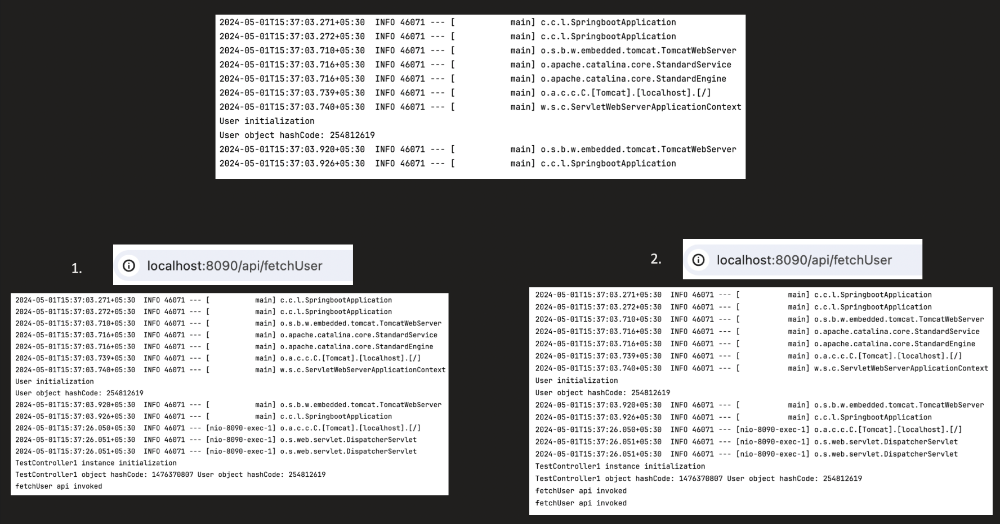 2024-05-01T15:37:03.271+05:30  INFO 46071 --- [           main] c.c.l.SpringbootApplication
2024-05-01T15:37:03.272+05:30  INFO 46071 --- [           main] c.c.l.SpringbootApplication
2024-05-01T15:37:03.710+05:30  INFO 46071 --- [           main] o.s.b.w.embedded.tomcat.TomcatWebServer
2024-05-01T15:37:03.716+05:30  INFO 46071 --- [           main] o.apache.catalina.core.StandardService
2024-05-01T15:37:03.716+05:30  INFO 46071 --- [           main] o.apache.catalina.core.StandardEngine
2024-05-01T15:37:03.739+05:30  INFO 46071 --- [           main] o.a.c.c.C.[Tomcat].[localhost].[/]
2024-05-01T15:37:03.740+05:30  INFO 46071 --- [           main] w.s.c.ServletWebServerApplicationContext
User initialization
User object hashCode: 254812619
2024-05-01T15:37:03.920+05:30  INFO 46071 --- [           main] o.s.b.w.embedded.tomcat.TomcatWebServer
2024-05-01T15:37:03.926+05:30  INFO 46071 --- [           main] c.c.l.SpringbootApplication
1.
localhost:8090/api/fetchUser
2024-05-01T15:37:03.271+05:30  INFO 46071 --- [           main] c.c.l.SpringbootApplication
2024-05-01T15:37:03.272+05:30  INFO 46071 --- [           main] c.c.l.SpringbootApplication
2024-05-01T15:37:03.710+05:30  INFO 46071 --- [           main] o.s.b.w.embedded.tomcat.TomcatWebServer
2024-05-01T15:37:03.716+05:30  INFO 46071 --- [           main] o.apache.catalina.core.StandardService
2024-05-01T15:37:03.716+05:30  INFO 46071 --- [           main] o.apache.catalina.core.StandardEngine
2024-05-01T15:37:03.739+05:30  INFO 46071 --- [           main] o.a.c.c.C.[Tomcat].[localhost].[/]
2024-05-01T15:37:03.740+05:30  INFO 46071 --- [           main] w.s.c.ServletWebServerApplicationContext
User initialization
User object hashCode: 254812619
2024-05-01T15:37:03.920+05:30  INFO 46071 --- [           main] o.s.b.w.embedded.tomcat.TomcatWebServer
2024-05-01T15:37:03.926+05:30  INFO 46071 --- [           main] c.c.l.SpringbootApplication
2024-05-01T15:37:26.050+05:30  INFO 46071 --- [nio-8090-exec-1] o.a.c.c.C.[Tomcat].[localhost].[/]
2024-05-01T15:37:26.051+05:30  INFO 46071 --- [nio-8090-exec-1] o.s.web.servlet.DispatcherServlet
2024-05-01T15:37:26.051+05:30  INFO 46071 --- [nio-8090-exec-1] o.s.web.servlet.DispatcherServlet
TestController1 instance initialization
TestController1 object hashCode: 1476370807 User object hashCode: 254812619
fetchUser api invoked
2.
localhost:8090/api/fetchUser
2024-05-01T15:37:03.271+05:30  INFO 46071 --- [           main] c.c.l.SpringbootApplication
2024-05-01T15:37:03.272+05:30  INFO 46071 --- [           main] c.c.l.SpringbootApplication
2024-05-01T15:37:03.710+05:30  INFO 46071 --- [           main] o.s.b.w.embedded.tomcat.TomcatWebServer
2024-05-01T15:37:03.716+05:30  INFO 46071 --- [           main] o.apache.catalina.core.StandardService
2024-05-01T15:37:03.716+05:30  INFO 46071 --- [           main] o.apache.catalina.core.StandardEngine
2024-05-01T15:37:03.739+05:30  INFO 46071 --- [           main] o.a.c.c.C.[Tomcat].[localhost].[/]
2024-05-01T15:37:03.740+05:30  INFO 46071 --- [           main] w.s.c.ServletWebServerApplicationContext
User initialization
User object hashCode: 254812619
2024-05-01T15:37:03.920+05:30  INFO 46071 --- [           main] o.s.b.w.embedded.tomcat.TomcatWebServer
2024-05-01T15:37:03.926+05:30  INFO 46071 --- [           main] c.c.l.SpringbootApplication
2024-05-01T15:37:26.050+05:30  INFO 46071 --- [nio-8090-exec-1] o.a.c.c.C.[Tomcat].[localhost].[/]
2024-05-01T15:37:26.051+05:30  INFO 46071 --- [nio-8090-exec-1] o.s.web.servlet.DispatcherServlet
2024-05-01T15:37:26.051+05:30  INFO 46071 --- [nio-8090-exec-1] o.s.web.servlet.DispatcherServlet
TestController1 instance initialization
TestController1 object hashCode: 1476370807 User object hashCode: 254812619
fetchUser api invoked
fetchUser api invoked